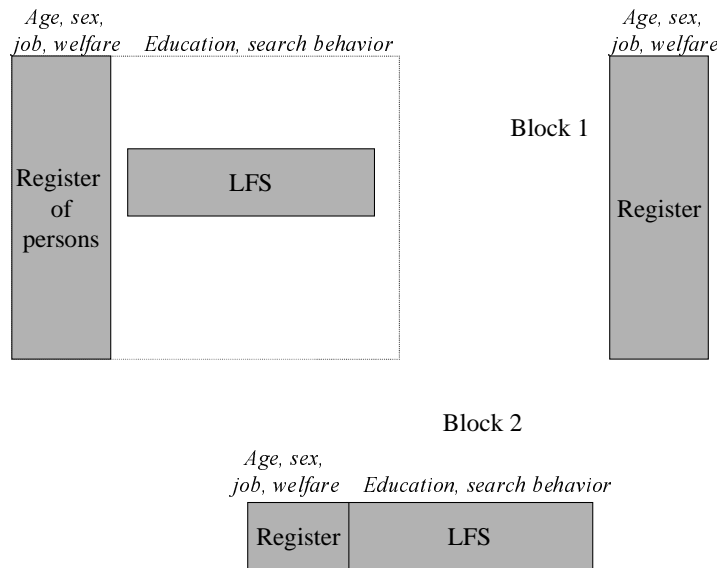 Age, sex,
job, welfare
Education, search behavior
Register
of
persons
LFS
Block 1
Age, sex,
job, welfare
Register
Block 2
Age, sex,
job, welfare
Education, search behavior
Register
LFS